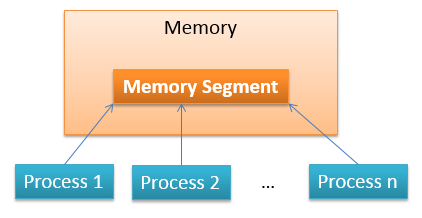 Memory
Memory Segment
Process 1
Process 2
...
Process n